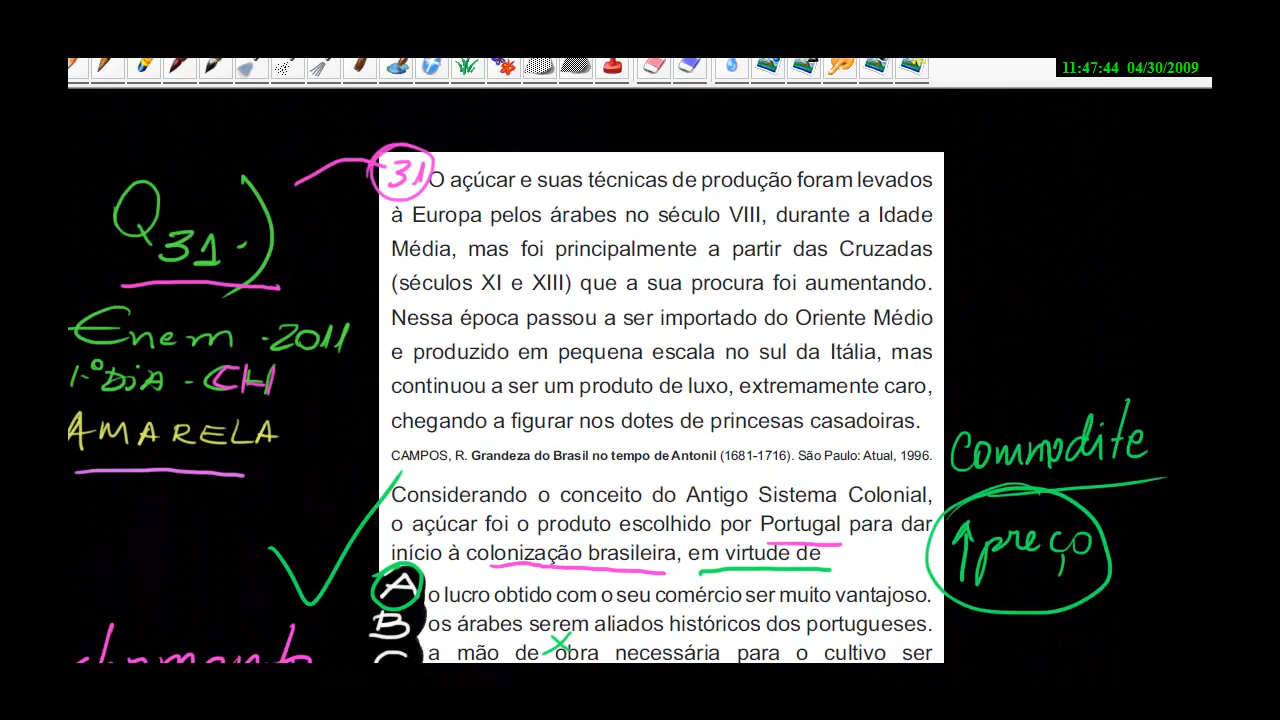 11:47:44 04/30/2009
Q31-)
Enem -2011
1.º DiA - CH
AMARELA
31
O açúcar e suas técnicas de produção foram levados
à Europa pelos árabes no século VIII, durante a Idade
Média, mas foi principalmente a partir das Cruzadas
(séculos XI e XIII) que a sua procura foi aumentando.
Nessa época passou a ser importado do Oriente Médio
e produzido em pequena escala no sul da Itália, mas
continuou a ser um produto de luxo, extremamente caro,
chegando a figurar nos dotes de princesas casadoiras.
CAMPOS, R. Grandeza do Brasil no tempo de Antonil (1681-1716). São Paulo: Atual, 1996.
Considerando o conceito do Antigo Sistema Colonial,
o açúcar foi o produto escolhido por Portugal para dar
início à colonização brasileira, em virtude de
A o lucro obtido com o seu comércio ser muito vantajoso.
B os árabes serem aliados históricos dos portugueses.
a mão de obra necessária para o cultivo ser
Commodite
↑ preço